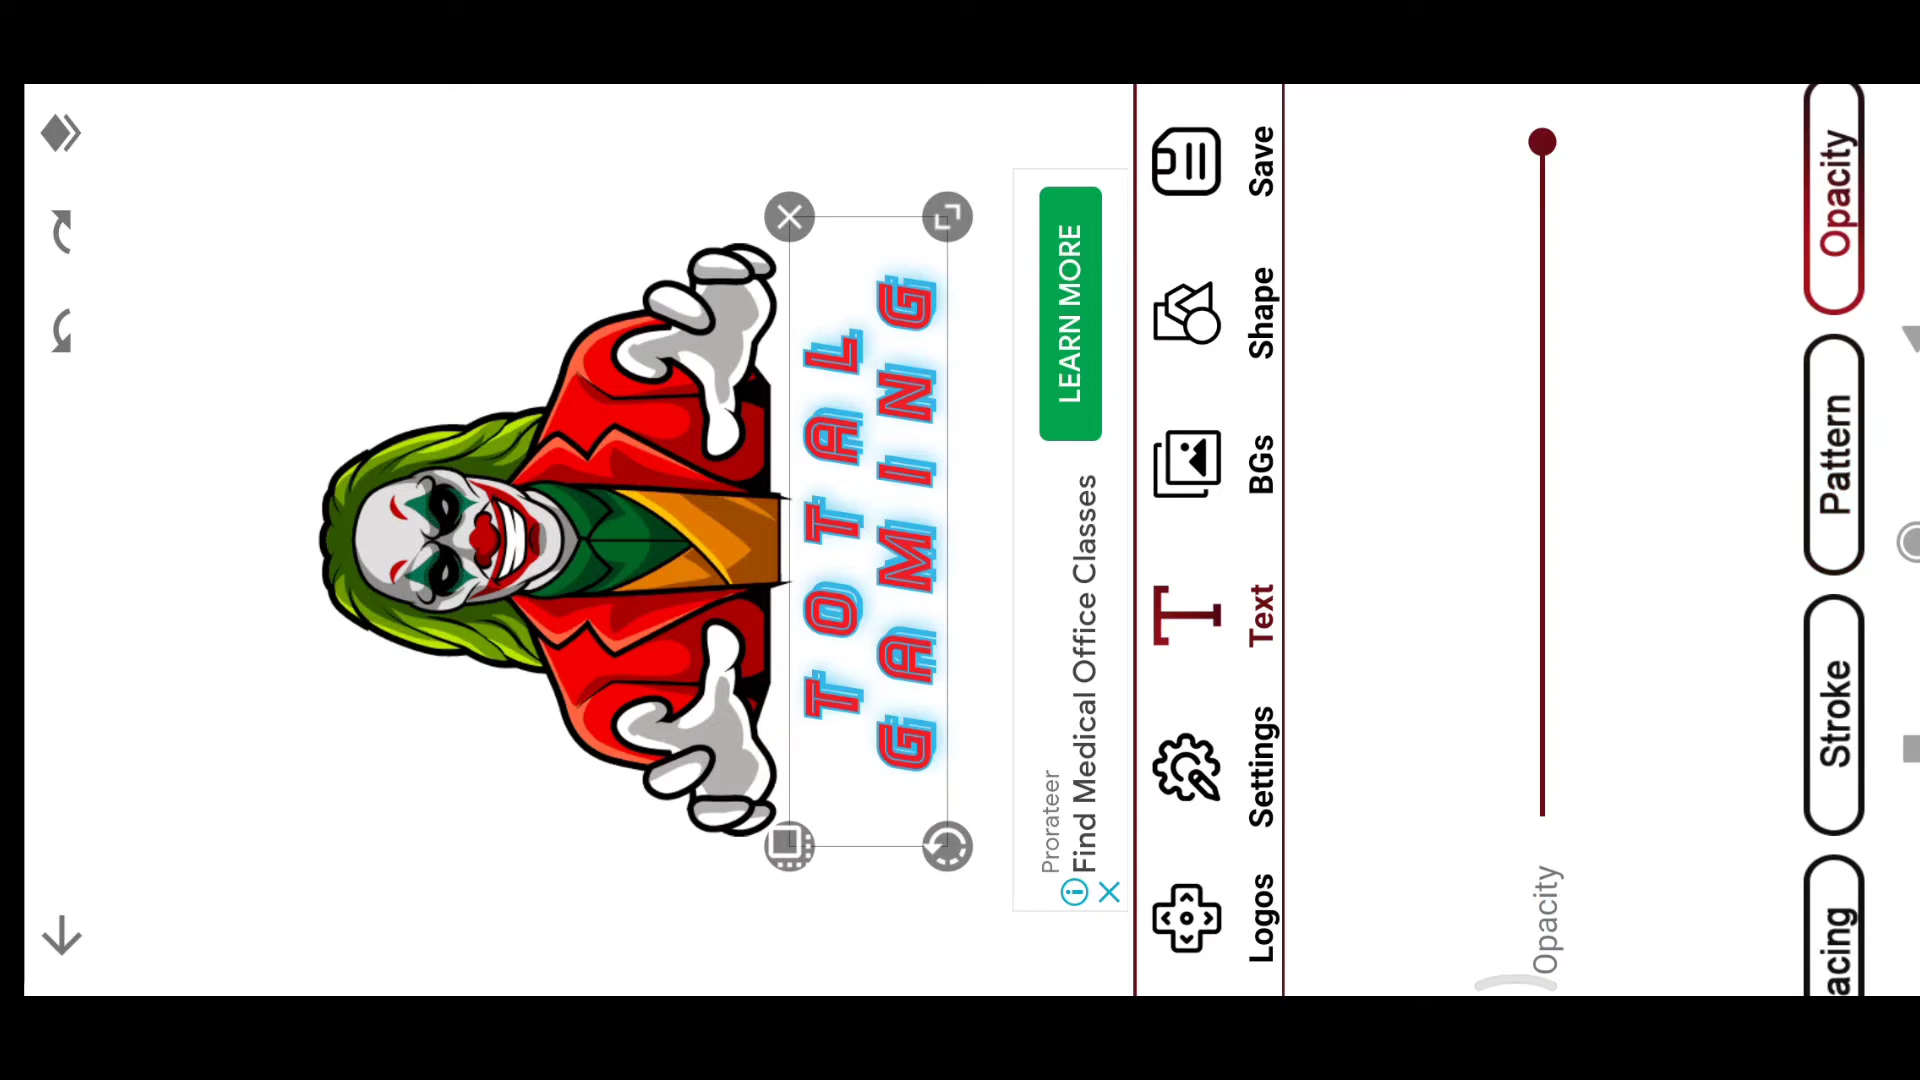 TOTAL
GAMING
LEARN MORE
Prorateer
Find Medical Office Classes
Logos
Settings
Text
BGs
Shape
Save
Opacity
acing
Stroke
Pattern
Opacity